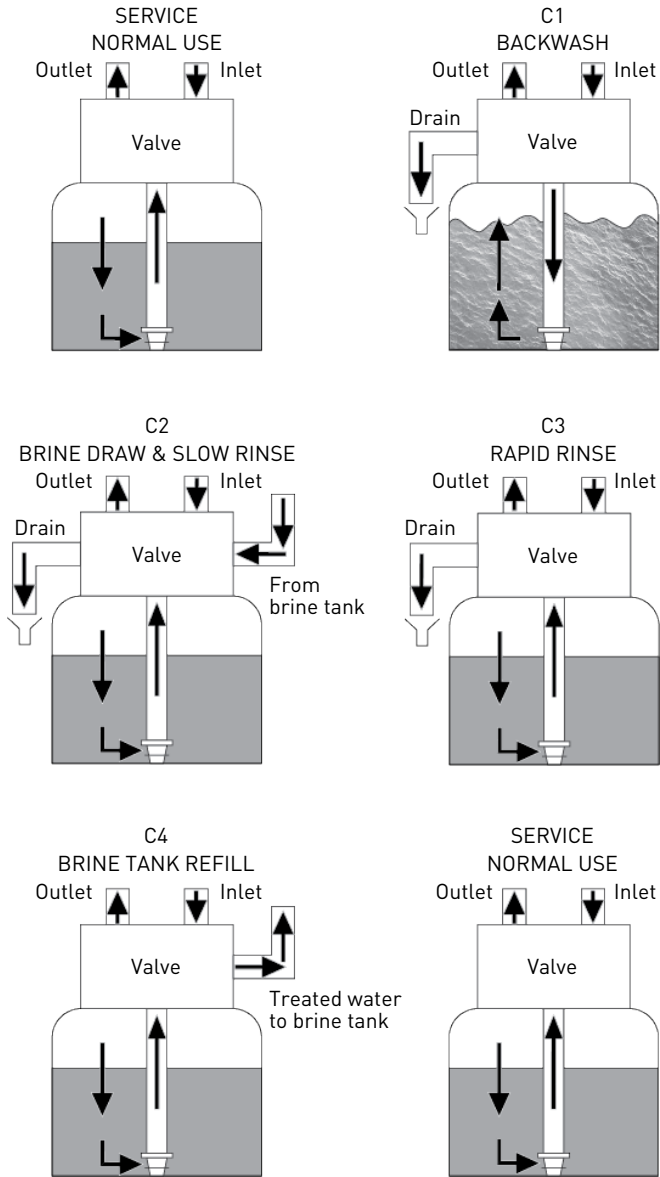 SERVICE
NORMAL USE
Outlet Inlet
Valve
C1
BACKWASH
Outlet Inlet
Drain
Valve
C2
BRINE DRAW & SLOW RINSE
Outlet Inlet
Drain
Valve
From
brine tank
C3
RAPID RINSE
Outlet Inlet
Drain
Valve
C4
BRINE TANK REFILL
Outlet Inlet
Valve
Treated water
to brine tank
SERVICE
NORMAL USE
Outlet Inlet
Valve